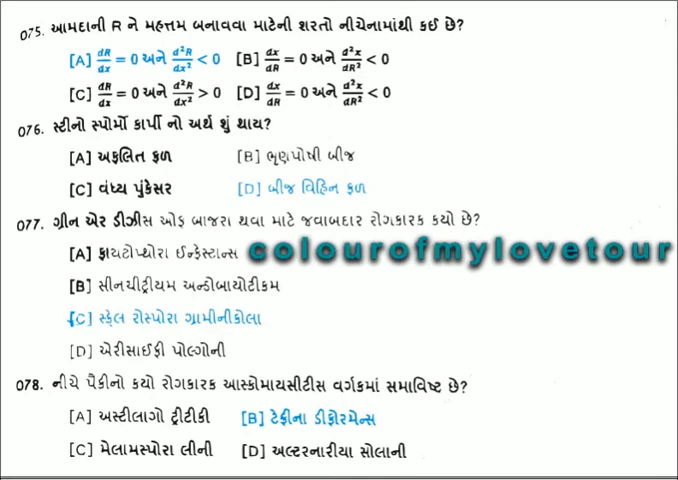 075. આમદાની R ને મહત્તમ બનાવવા માટેની શરતો નીચેનામાંથી કઈ છે?
[A] dR/dx = 0 અને d²R/dx² < 0 [B] dx/dR = 0 અને d²x/dR² < 0
[C] dR/dx = 0 અને d²R/dx² > 0 [D] dx/dR = 0 અને d²x/dR² < 0
076. સ્ટીનો સ્પોર્મો કાર્પી નો અર્થ શું થાય?
[A] અફલિત ફળ [B] ભૃણપોષી બીજ
[C] વંધ્ય પુંકેસર [D] બીજ વિહિન ફળ
077. ગ્રીન એર ડીઝીસ ઓફ બાજરા થવા માટે જવાબદાર રોગકારક કયો છે?
[A] ફાયટોપ્થોરા ઈન્ફેસ્ટાન્સ colourofmylovetour
[B] સીનચીટ્રીયમ અન્ડોબાયોટીકમ
[C] સ્કેલ રોસ્પોરા ગ્રામીનીકોલા
[D] એરીસાઈફી પોલ્ગોની
078. નીચે પૈકીનો કયો રોગકારક આસ્કોમાયસીટીસ વર્ગકમાં સમાવિષ્ટ છે?
[A] અસ્ટીલાગો ટ્રીટીકી [B] ટેફ્રીના ડીફોરમેન્સ
[C] મેલામસ્પોરા લીની [D] અલ્ટરનારીયા સોલાની